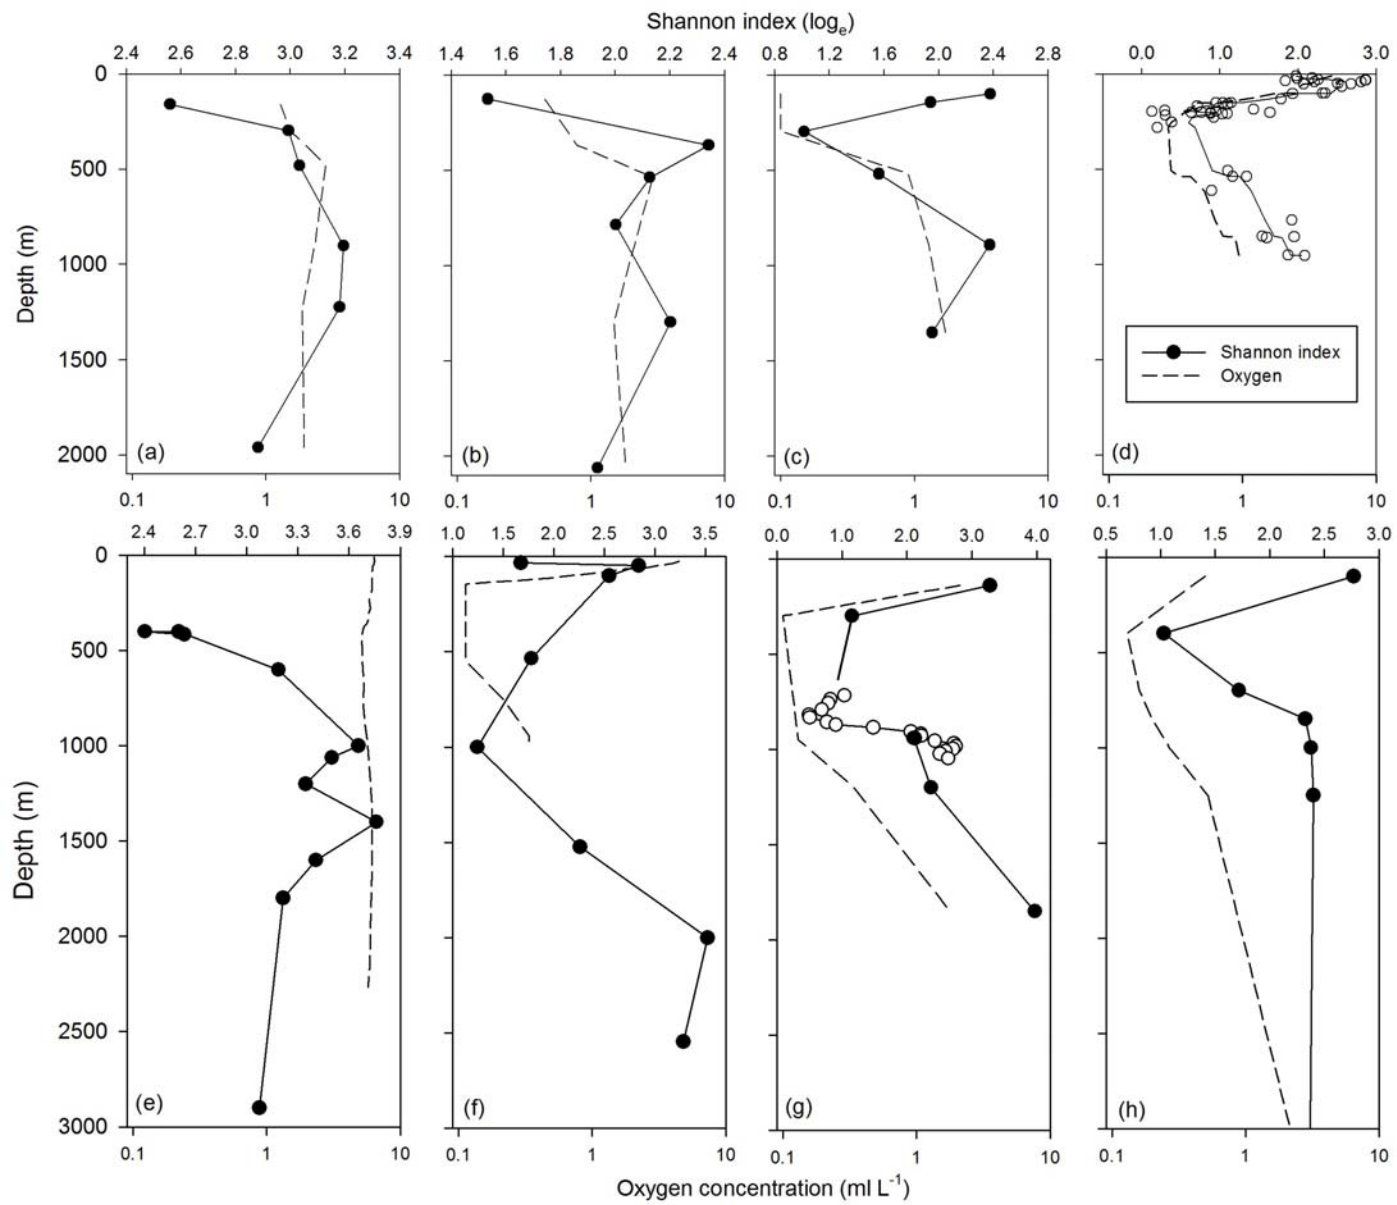 Shannon index (logₑ)
2.4 2.6 2.8 3.0 3.2 3.4 1.4 1.6 1.8 2.0 2.2 2.4 0.8 1.2 1.6 2.0 2.4 2.8 0.0 1.0 2.0 3.0
0
500
1000
1500
2000
Depth (m)
Shannon index
Oxygen
(a) (b) (c) (d)
0.1 1 10 0.1 1 10 0.1 1 10 0.1 1 10
2.4 2.7 3.0 3.3 3.6 3.9 1.0 1.5 2.0 2.5 3.0 3.5 0.0 1.0 2.0 3.0 4.0 0.5 1.0 1.5 2.0 2.5 3.0
0
500
1000
1500
2000
2500
3000
Depth (m)
(e) (f) (g) (h)
0.1 1 10 0.1 1 10 0.1 1 10 0.1 1 10
Oxygen concentration (ml L⁻¹)